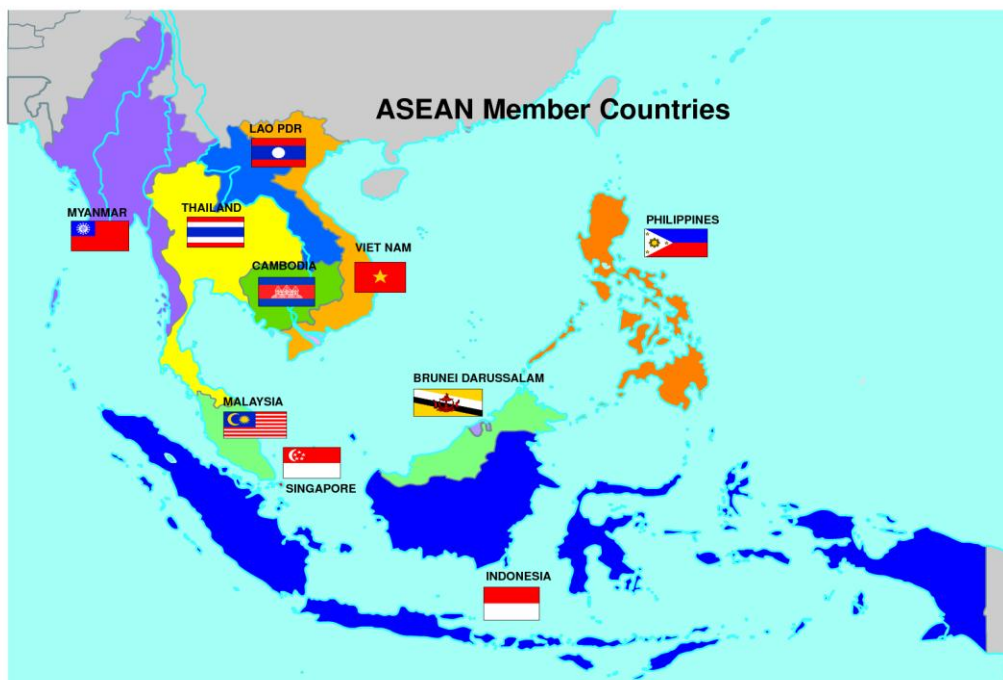 ASEAN Member Countries
LAO PDR
MYANMAR
THAILAND
PHILIPPINES
VIET NAM
CAMBODIA
BRUNEI DARUSSALAM
MALAYSIA
SINGAPORE
INDONESIA